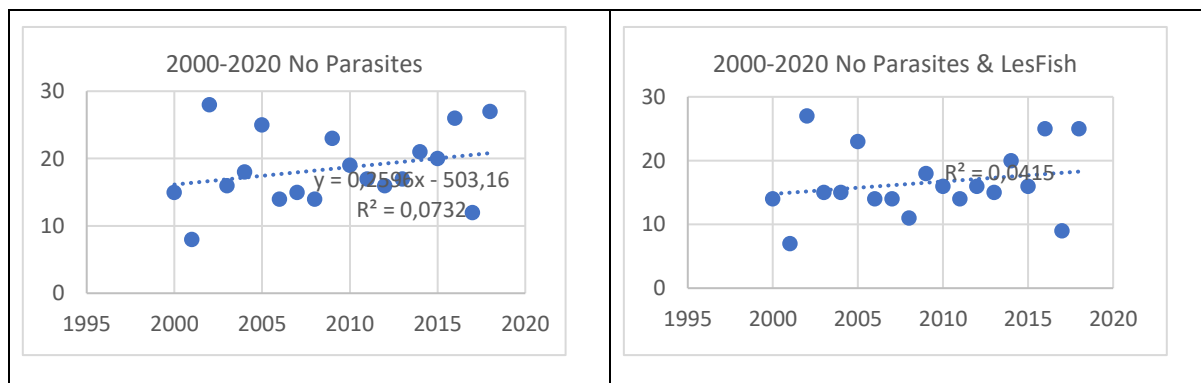 2000-2020 No Parasites
30
20
10
0
y = 0,2596x - 503,16
R² = 0,0732
1995 2000 2005 2010 2015 2020
2000-2020 No Parasites & LesFish
30
20
10
0
R² = 0,0415
1995 2000 2005 2010 2015 2020